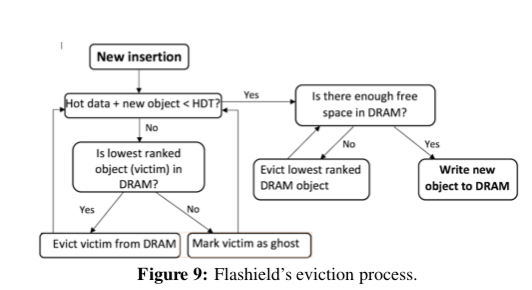 New insertion
Hot data + new object < HDT?
Yes
Is there enough free
space in DRAM?
No
Is lowest ranked
object (victim) in
DRAM?
No
Yes
Evict lowest ranked
DRAM object
Write new
object to DRAM
Yes
No
Evict victim from DRAM
Mark victim as ghost
Figure 9: Flashield's eviction process.